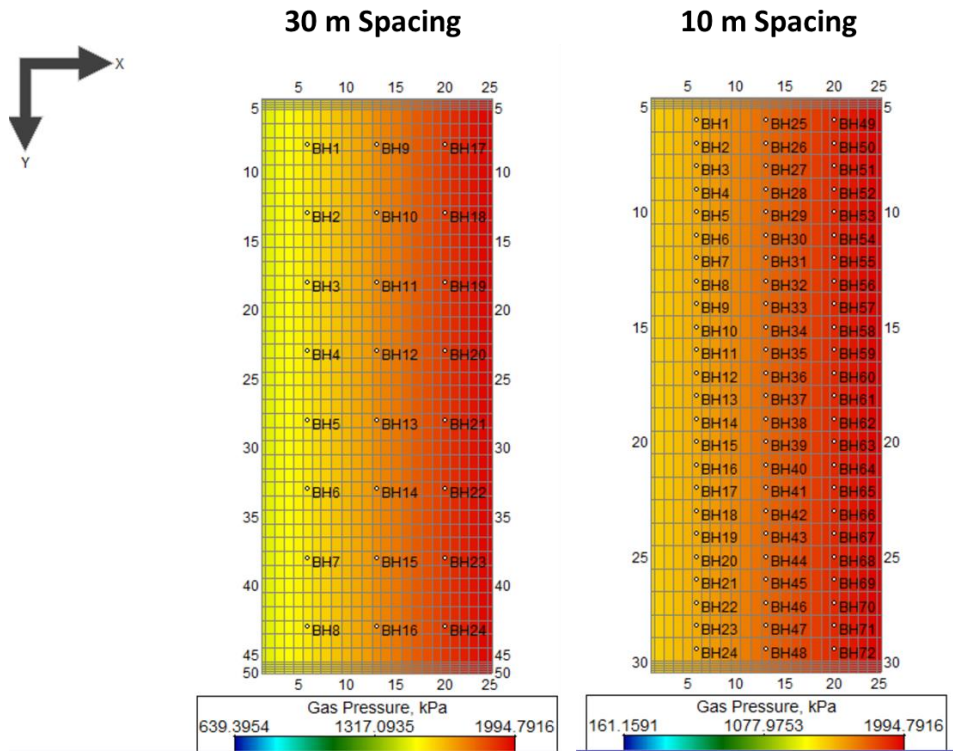 30 m Spacing
10 m Spacing
X
Y
5 10 15 20 25
5 5
BH1 BH9 BH17
10 10
BH2 BH10 BH18
15 15
BH3 BH11 BH19
20 20
BH4 BH12 BH20
25 25
BH5 BH13 BH21
30 30
BH6 BH14 BH22
35 35
BH7 BH15 BH23
40 40
BH8 BH16 BH24
45 45
50 50
5 10 15 20 25
Gas Pressure, kPa
639.3954 1317.0935 1994.7916
5 10 15 20 25
5 5
BH1 BH25 BH49
BH2 BH26 BH50
BH3 BH27 BH51
BH4 BH28 BH52
10 BH5 BH29 BH53 10
BH6 BH30 BH54
BH7 BH31 BH55
BH8 BH32 BH56
BH9 BH33 BH57
15 BH10 BH34 BH58 15
BH11 BH35 BH59
BH12 BH36 BH60
BH13 BH37 BH61
BH14 BH38 BH62
20 BH15 BH39 BH63 20
BH16 BH40 BH64
BH17 BH41 BH65
BH18 BH42 BH66
BH19 BH43 BH67
25 BH20 BH44 BH68 25
BH21 BH45 BH69
BH22 BH46 BH70
BH23 BH47 BH71
BH24 BH48 BH72
30 30
5 10 15 20 25
Gas Pressure, kPa
161.1591 1077.9753 1994.7916